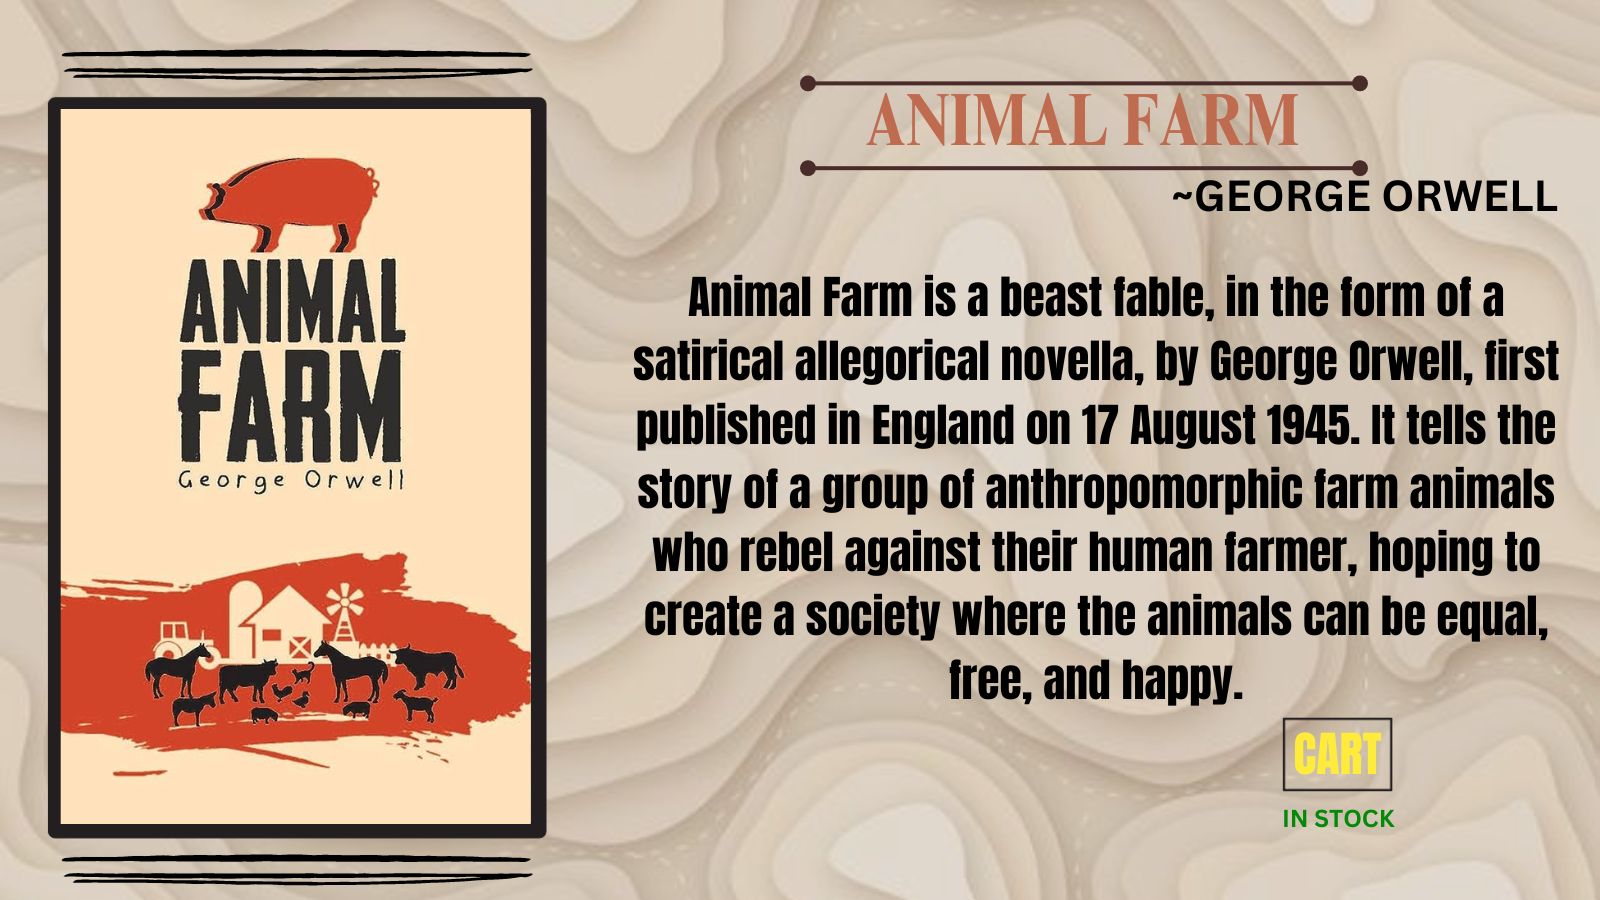 ANIMAL
FARM
George Orwell
ANIMAL FARM
~GEORGE ORWELL
Animal Farm is a beast fable, in the form of a
satirical allegorical novella, by George Orwell, first
published in England on 17 August 1945. It tells the
story of a group of anthropomorphic farm animals
who rebel against their human farmer, hoping to
create a society where the animals can be equal,
free, and happy.
CART
IN STOCK